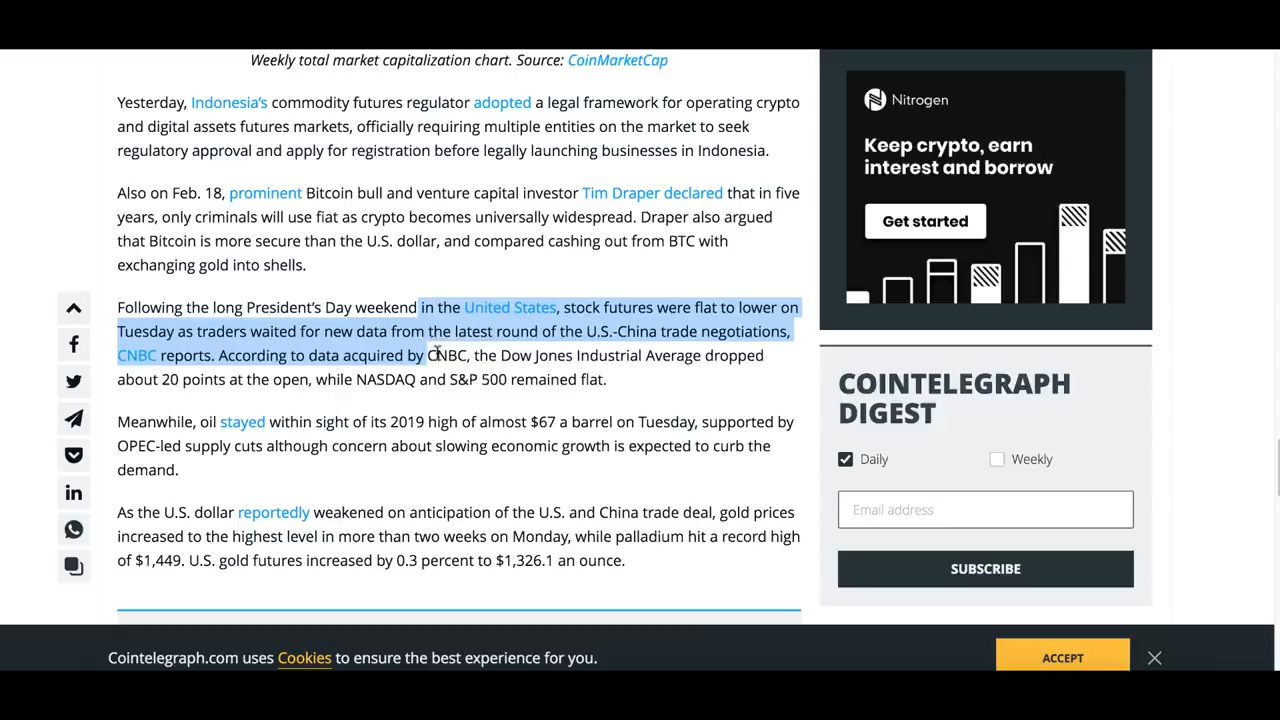 Weekly total market capitalization chart. Source: CoinMarketCap
Yesterday, Indonesia's commodity futures regulator adopted a legal framework for operating crypto
and digital assets futures markets, officially requiring multiple entities on the market to seek
regulatory approval and apply for registration before legally launching businesses in Indonesia.
Also on Feb. 18, prominent Bitcoin bull and venture capital investor Tim Draper declared that in five
years, only criminals will use fiat as crypto becomes universally widespread. Draper also argued
that Bitcoin is more secure than the U.S. dollar, and compared cashing out from BTC with
exchanging gold into shells.
Following the long President's Day weekend in the United States, stock futures were flat to lower on
Tuesday as traders waited for new data from the latest round of the U.S.-China trade negotiations,
CNBC reports. According to data acquired by CNBC, the Dow Jones Industrial Average dropped
about 20 points at the open, while NASDAQ and S&P 500 remained flat.
Meanwhile, oil stayed within sight of its 2019 high of almost $67 a barrel on Tuesday, supported by
OPEC-led supply cuts although concern about slowing economic growth is expected to curb the
demand.
As the U.S. dollar reportedly weakened on anticipation of the U.S. and China trade deal, gold prices
increased to the highest level in more than two weeks on Monday, while palladium hit a record high
of $1,449. U.S. gold futures increased by 0.3 percent to $1,326.1 an ounce.
Nitrogen
Keep crypto, earn
interest and borrow
Get started
COINTELEGRAPH
DIGEST
Daily
Weekly
Email address
SUBSCRIBE
Cointelegraph.com uses Cookies to ensure the best experience for you.
ACCEPT